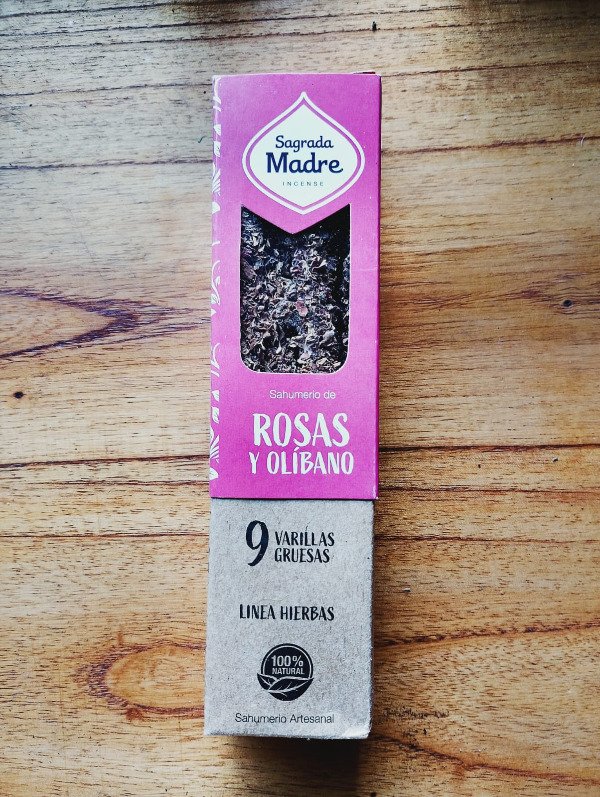 Sagrada
Madre
INCENSE
Sahumerio de
ROSAS
Y OLÍBANO
9 VARILLAS
GRUESAS
LINEA HIERBAS
100%
NATURAL
Sahumerio Artesanal